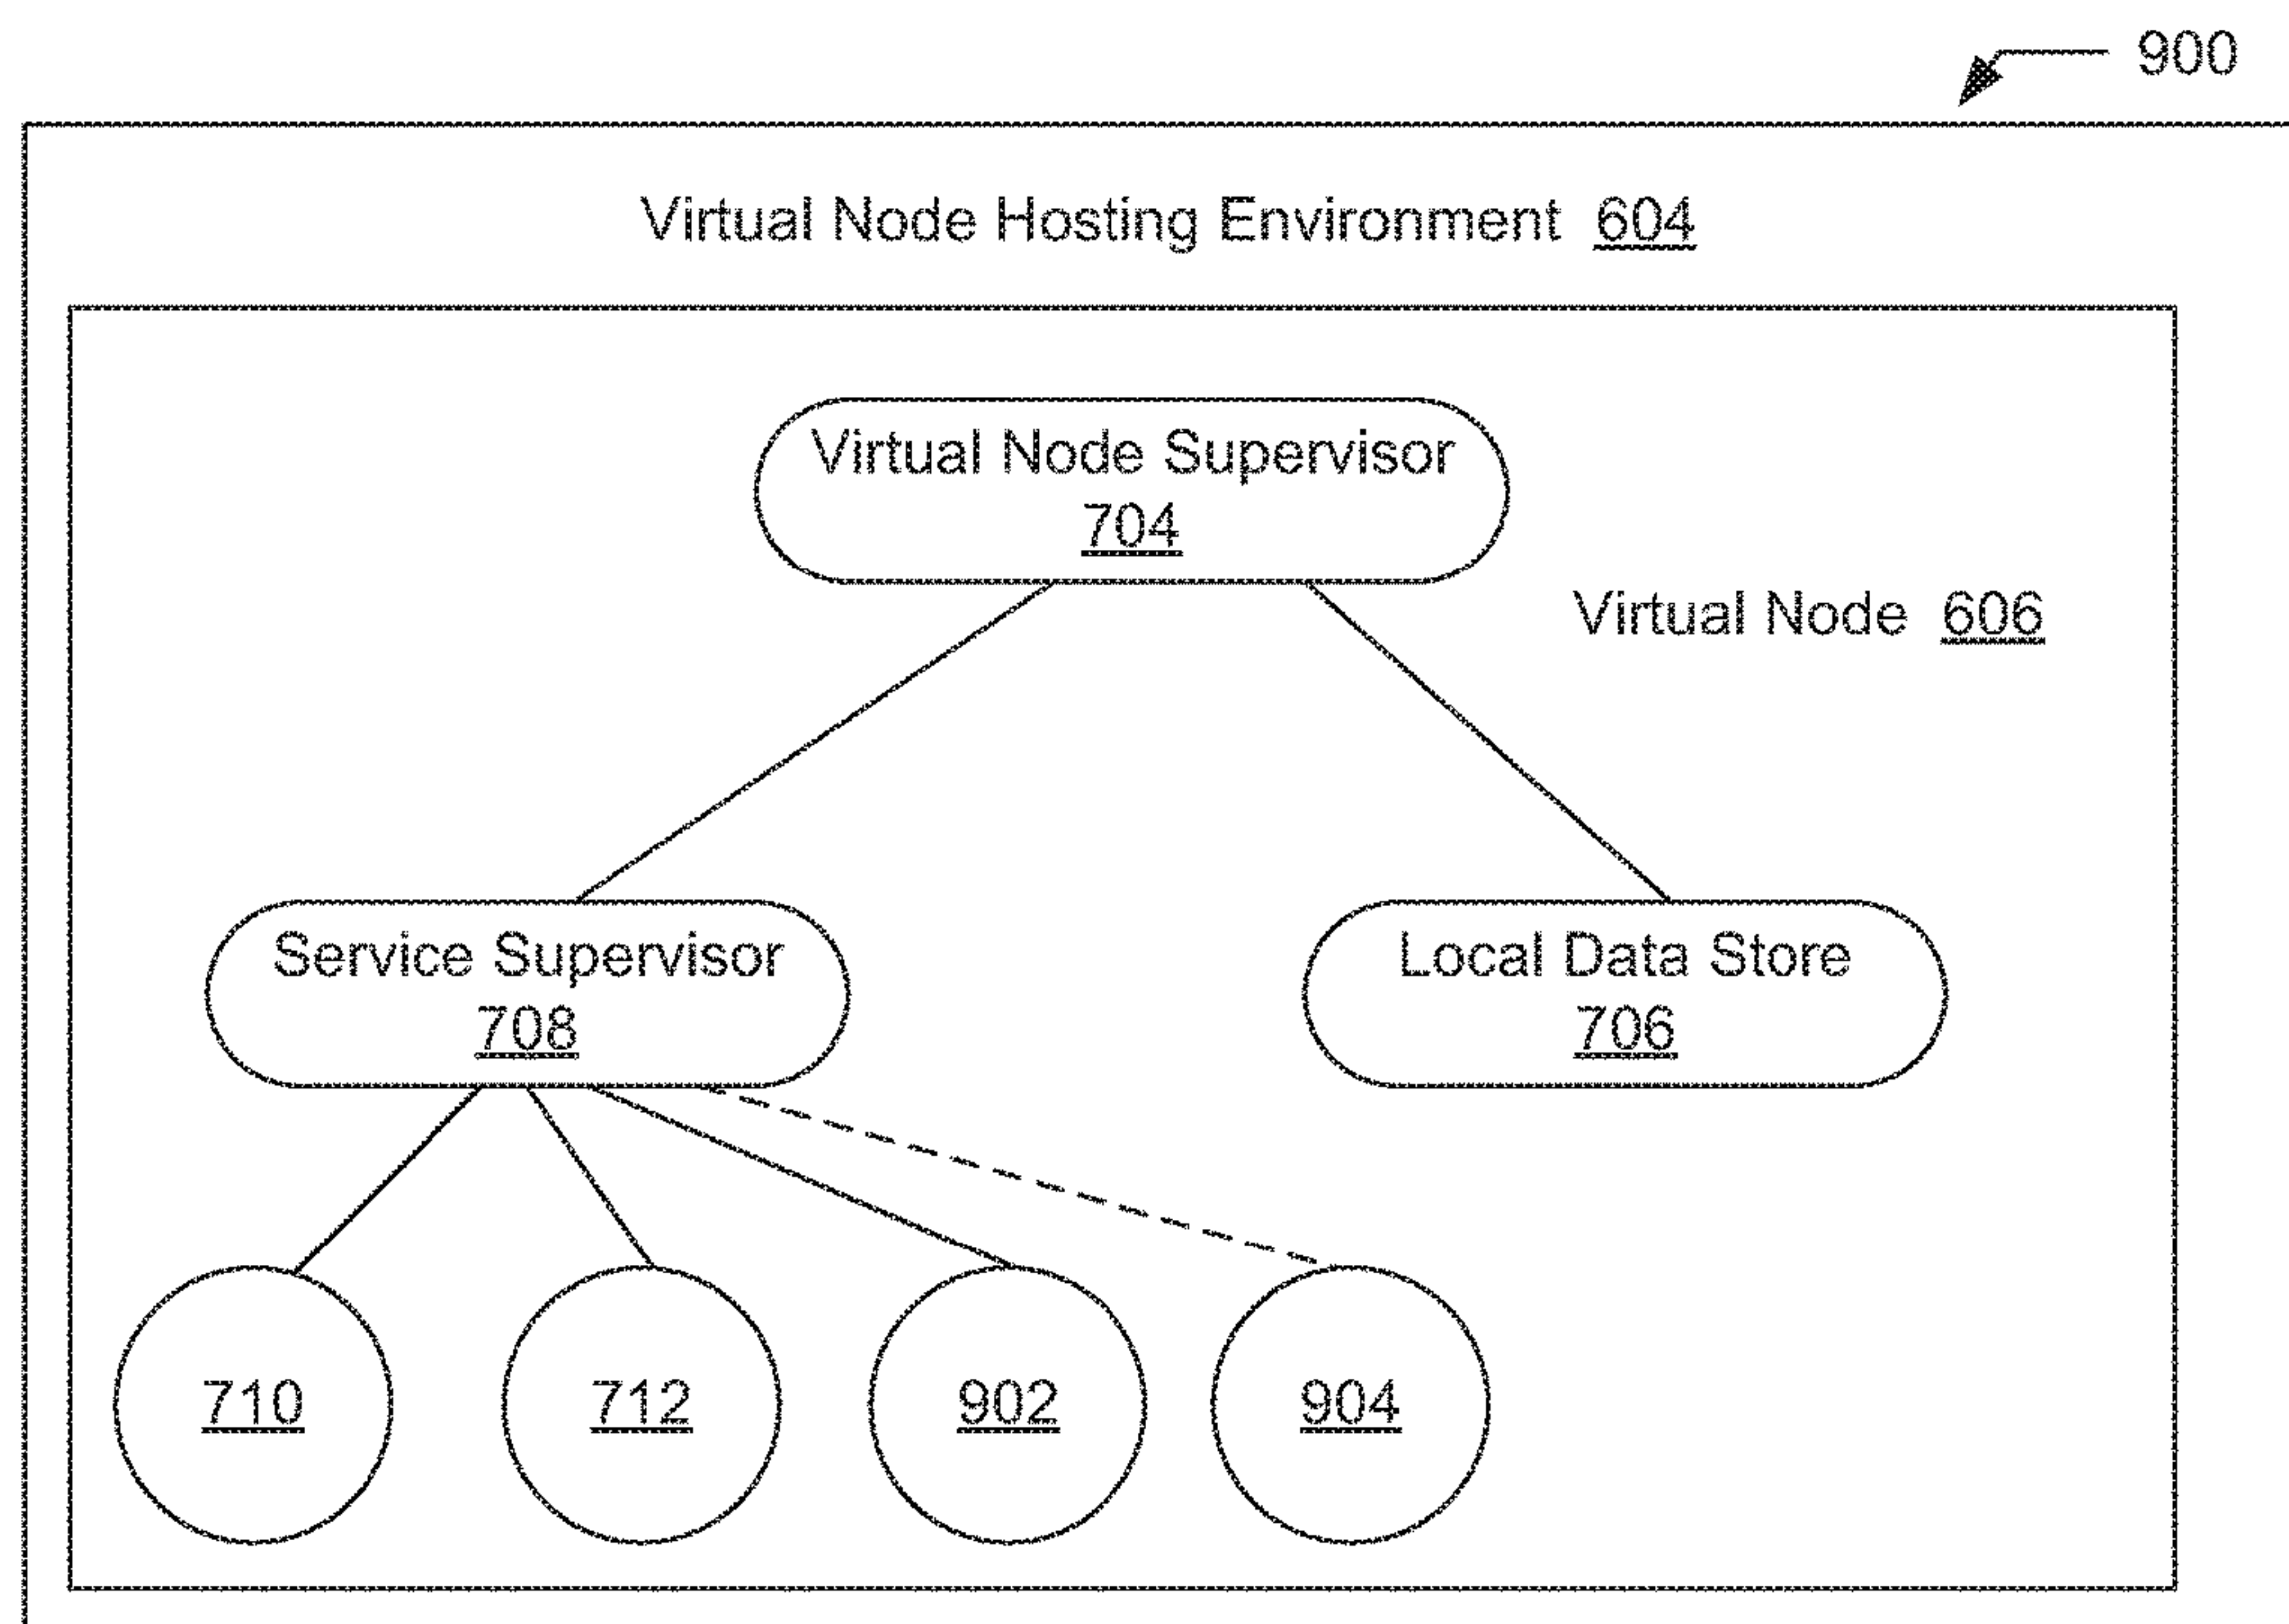 900
Virtual Node Hosting Environment 604
Virtual Node Supervisor
704
Virtual Node 606
Service Supervisor
708
Local Data Store
706
710
712
902
904